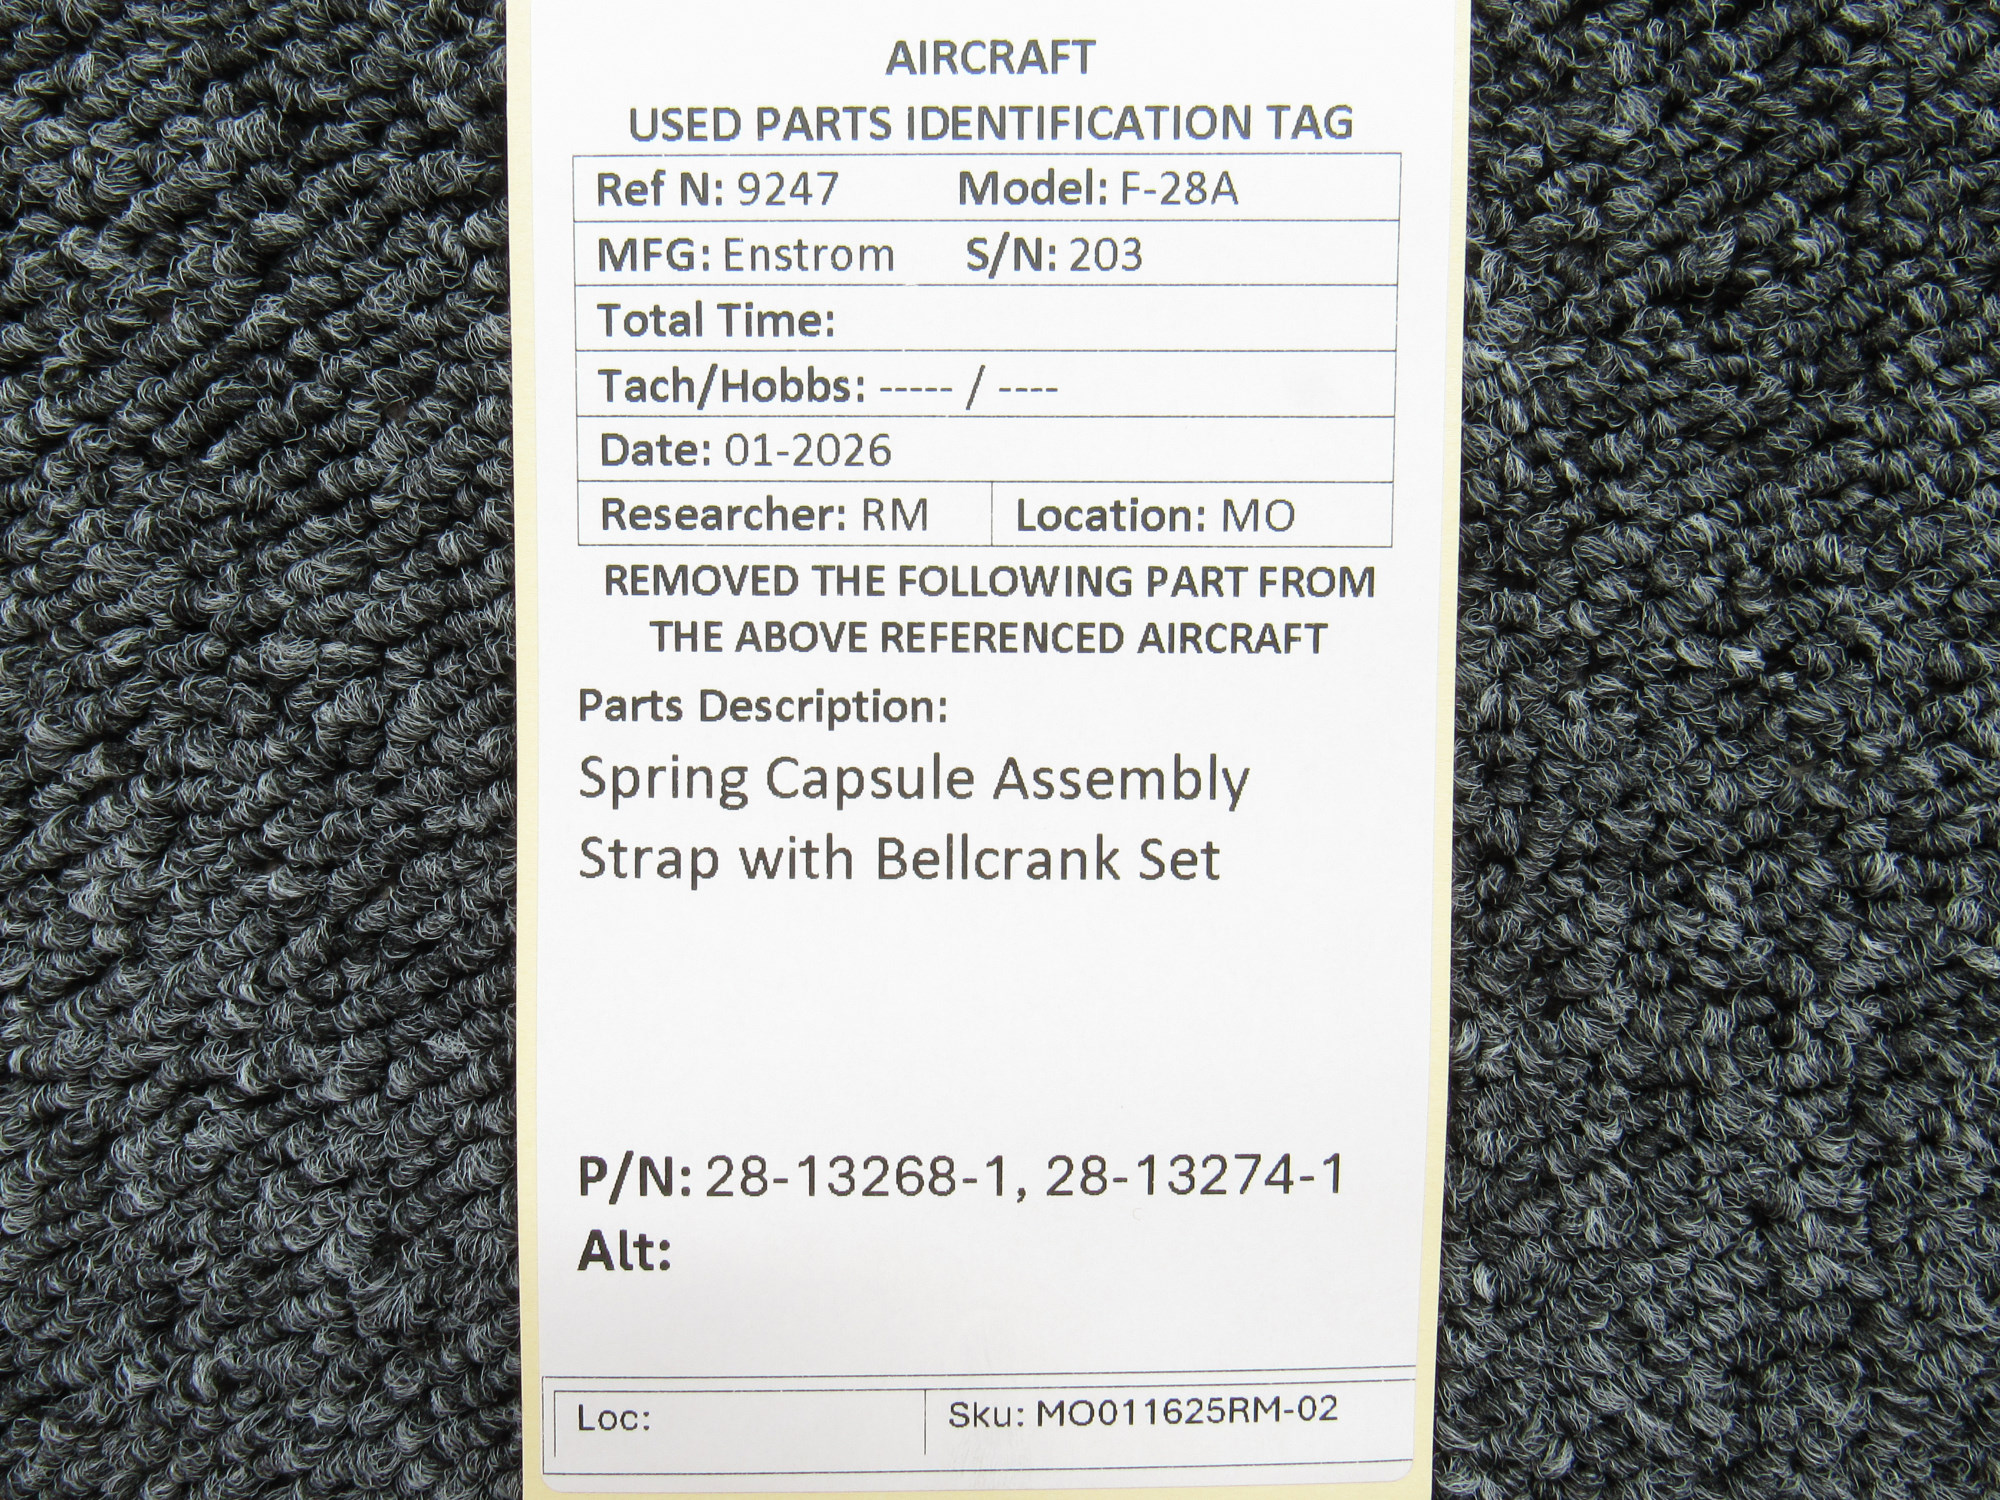 AIRCRAFT
USED PARTS IDENTIFICATION TAG
Ref N: 9247 Model: F-28A
MFG: Enstrom S/N: 203
Total Time:
Tach/Hobbs: ----- / ----
Date: 01-2026
Researcher: RM Location: MO
REMOVED THE FOLLOWING PART FROM
THE ABOVE REFERENCED AIRCRAFT
Parts Description:
Spring Capsule Assembly
Strap with Bellcrank Set
P/N: 28-13268-1, 28-13274-1
Alt:
Loc: Sku: MO011625RM-02